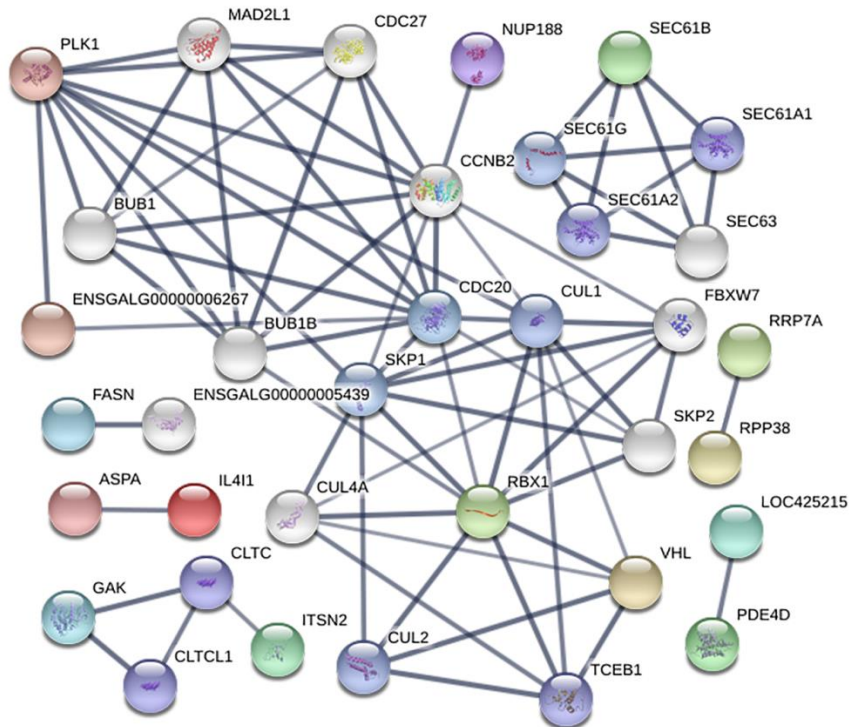 MAD2L1
CDC27
NUP188
SEC61B
PLK1
SEC61A1
SEC61G
CCNB2
BUB1
SEC61A2
SEC63
CDC20
CUL1
FBXW7
ENSGALG00000006267
BUB1B
RRP7A
SKP1
FASN
ENSGALG00000005439
SKP2
RPP38
ASPA
IL4I1
CUL4A
RBX1
LOC425215
CLTC
VHL
GAK
ITSN2
PDE4D
CUL2
CLTCL1
TCEB1